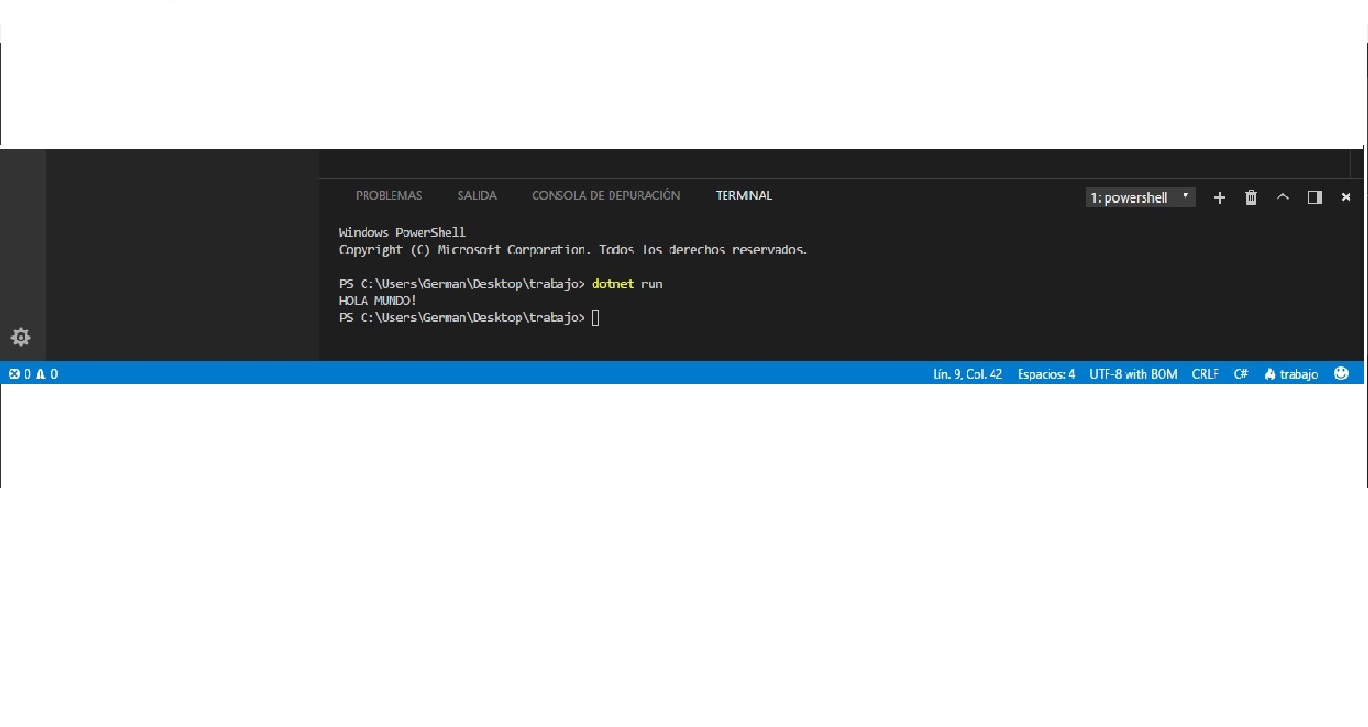 PROBLEMAS SALIDA CONSOLA DE DEPURACIÓN TERMINAL 1: powershell
Windows PowerShell
Copyright (C) Microsoft Corporation. Todos los derechos reservados.
PS C:\Users\German\Desktop\trabajo> dotnet run
HOLA MUNDO!
PS C:\Users\German\Desktop\trabajo>
0 0 Lín. 9, Col. 42 Espacios: 4 UTF-8 with BOM CRLF C# trabajo